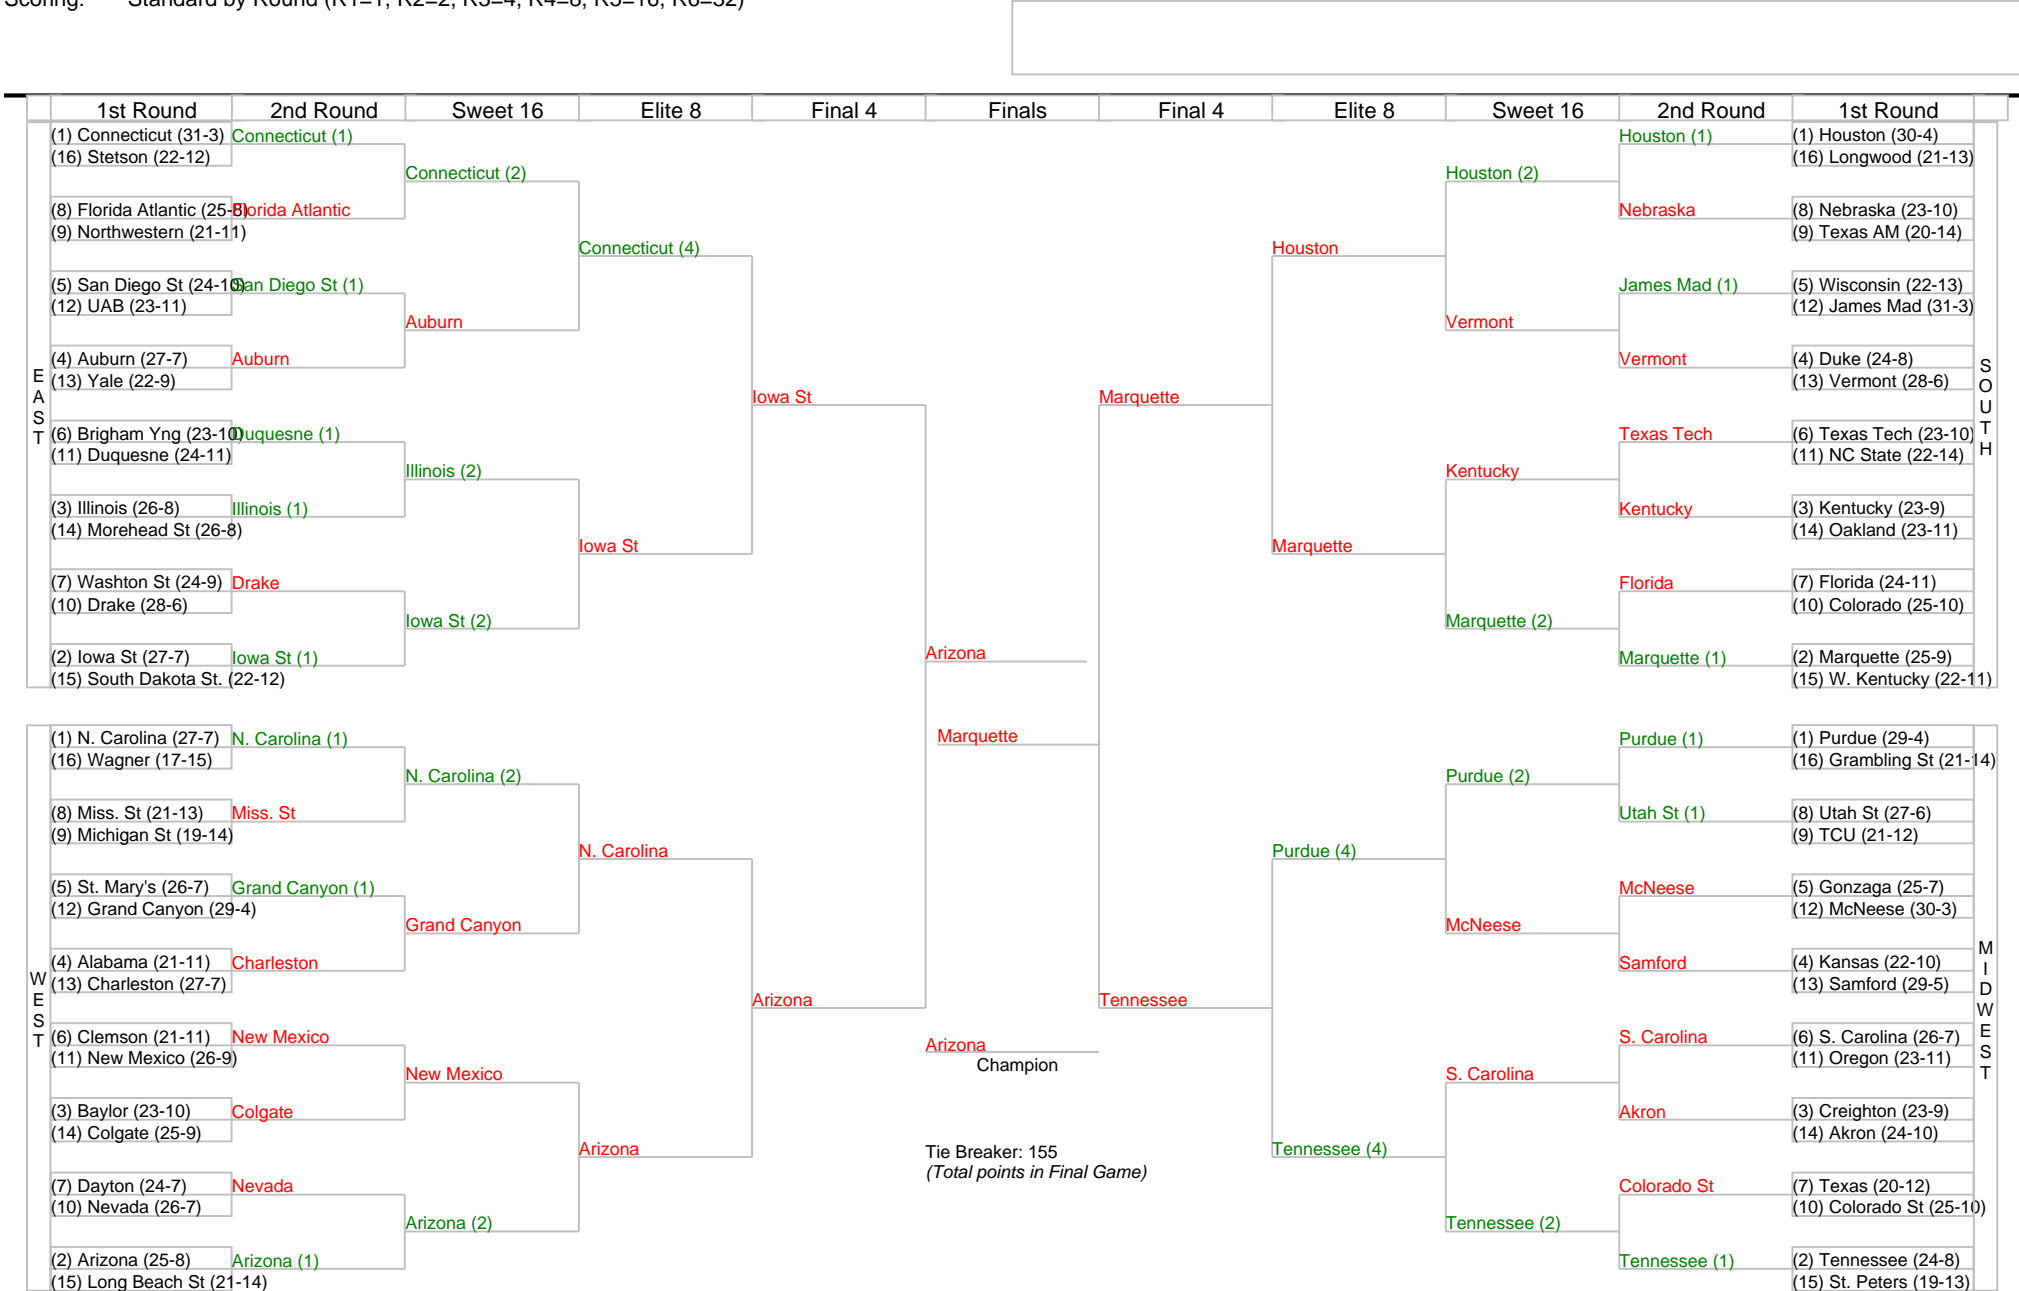 Scoring: Standard by Round (R1=1, R2=2, R3=4, R4=8, R5=16, R6=32)
1st Round 2nd Round Sweet 16 Elite 8 Final 4 Finals Final 4 Elite 8 Sweet 16 2nd Round 1st Round
EAST
(1) Connecticut (31-3)
(16) Stetson (22-12)
(8) Florida Atlantic (25-8)
(9) Northwestern (21-11)
(5) San Diego St (24-10)
(12) UAB (23-11)
(4) Auburn (27-7)
(13) Yale (22-9)
(6) Brigham Yng (23-10)
(11) Duquesne (24-11)
(3) Illinois (26-8)
(14) Morehead St (26-8)
(7) Washton St (24-9)
(10) Drake (28-6)
(2) Iowa St (27-7)
(15) South Dakota St. (22-12)
Connecticut (1)
Florida Atlantic
San Diego St (1)
Auburn
Duquesne (1)
Illinois (1)
Drake
Iowa St (1)
Connecticut (2)
Auburn
Illinois (2)
Iowa St (2)
Connecticut (4)
Iowa St
Iowa St
WEST
(1) N. Carolina (27-7)
(16) Wagner (17-15)
(8) Miss. St (21-13)
(9) Michigan St (19-14)
(5) St. Mary's (26-7)
(12) Grand Canyon (29-4)
(4) Alabama (21-11)
(13) Charleston (27-7)
(6) Clemson (21-11)
(11) New Mexico (26-9)
(3) Baylor (23-10)
(14) Colgate (25-9)
(7) Dayton (24-7)
(10) Nevada (26-7)
(2) Arizona (25-8)
(15) Long Beach St (21-14)
N. Carolina (1)
Miss. St
Grand Canyon (1)
Charleston
New Mexico
Colgate
Nevada
Arizona (1)
N. Carolina (2)
Grand Canyon
New Mexico
Arizona (2)
N. Carolina
Arizona
Arizona
Arizona
Marquette
Arizona
Champion
Tie Breaker: 155
(Total points in Final Game)
Marquette
Houston
Marquette
Houston (2)
Vermont
Kentucky
Marquette (2)
Houston (1)
Nebraska
James Mad (1)
Vermont
Texas Tech
Kentucky
Florida
Marquette (1)
(1) Houston (30-4)
(16) Longwood (21-13)
(8) Nebraska (23-10)
(9) Texas AM (20-14)
(5) Wisconsin (22-13)
(12) James Mad (31-3)
(4) Duke (24-8)
(13) Vermont (28-6)
(6) Texas Tech (23-10)
(11) NC State (22-14)
(3) Kentucky (23-9)
(14) Oakland (23-11)
(7) Florida (24-11)
(10) Colorado (25-10)
(2) Marquette (25-9)
(15) W. Kentucky (22-11)
SOUTH
Tennessee
Purdue (4)
Tennessee (4)
Purdue (2)
McNeese
S. Carolina
Tennessee (2)
Purdue (1)
Utah St (1)
McNeese
Samford
S. Carolina
Akron
Colorado St
Tennessee (1)
(1) Purdue (29-4)
(16) Grambling St (21-14)
(8) Utah St (27-6)
(9) TCU (21-12)
(5) Gonzaga (25-7)
(12) McNeese (30-3)
(4) Kansas (22-10)
(13) Samford (29-5)
(6) S. Carolina (26-7)
(11) Oregon (23-11)
(3) Creighton (23-9)
(14) Akron (24-10)
(7) Texas (20-12)
(10) Colorado St (25-10)
(2) Tennessee (24-8)
(15) St. Peters (19-13)
MIDWEST